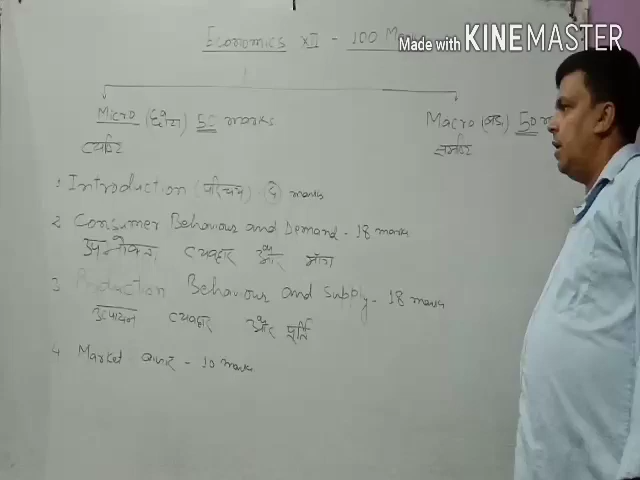 Economics XII - 100 Mar
Made with KINEMASTER
Micro (छोटा) 50 marks
Macro (बड़ा) 50 m
व्यष्टि
समष्टि
1 Introduction (परिचय) marks
2 Consumer Behaviour and Demand - 18 marks
उपभोक्ता व्यवहार और मांग
3 Production Behaviour and Supply - 18 marks
उत्पादन व्यवहार और पूर्ति
4 Market बाजार - 10 marks